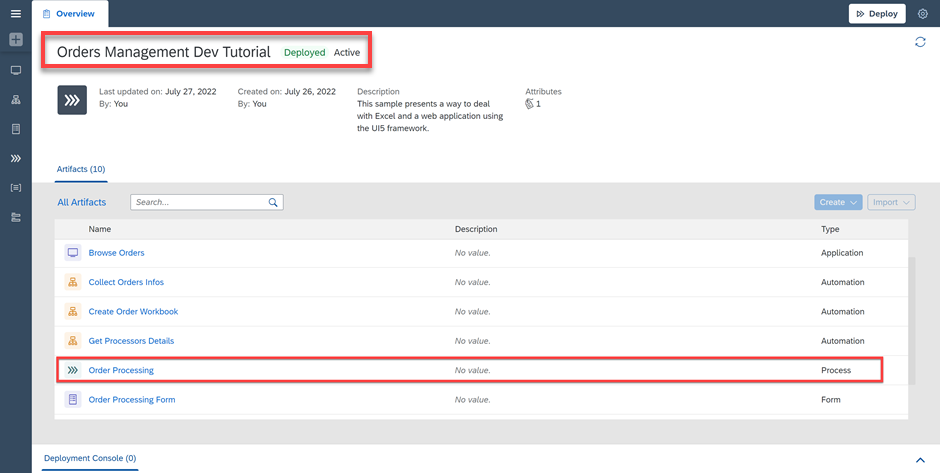 Overview
Deploy
Orders Management Dev Tutorial Deployed Active
Last updated on: July 27, 2022
By: You
Created on: July 26, 2022
By: You
Description
This sample presents a way to deal
with Excel and a web application using
the UI5 framework.
Attributes
1
Artifacts (10)
All Artifacts
Search...
Create
Import
Name Description Type
Browse Orders No value. Application
Collect Orders Infos No value. Automation
Create Order Workbook No value. Automation
Get Processors Details No value. Automation
Order Processing No value. Process
Order Processing Form No value. Form
Deployment Console (0)